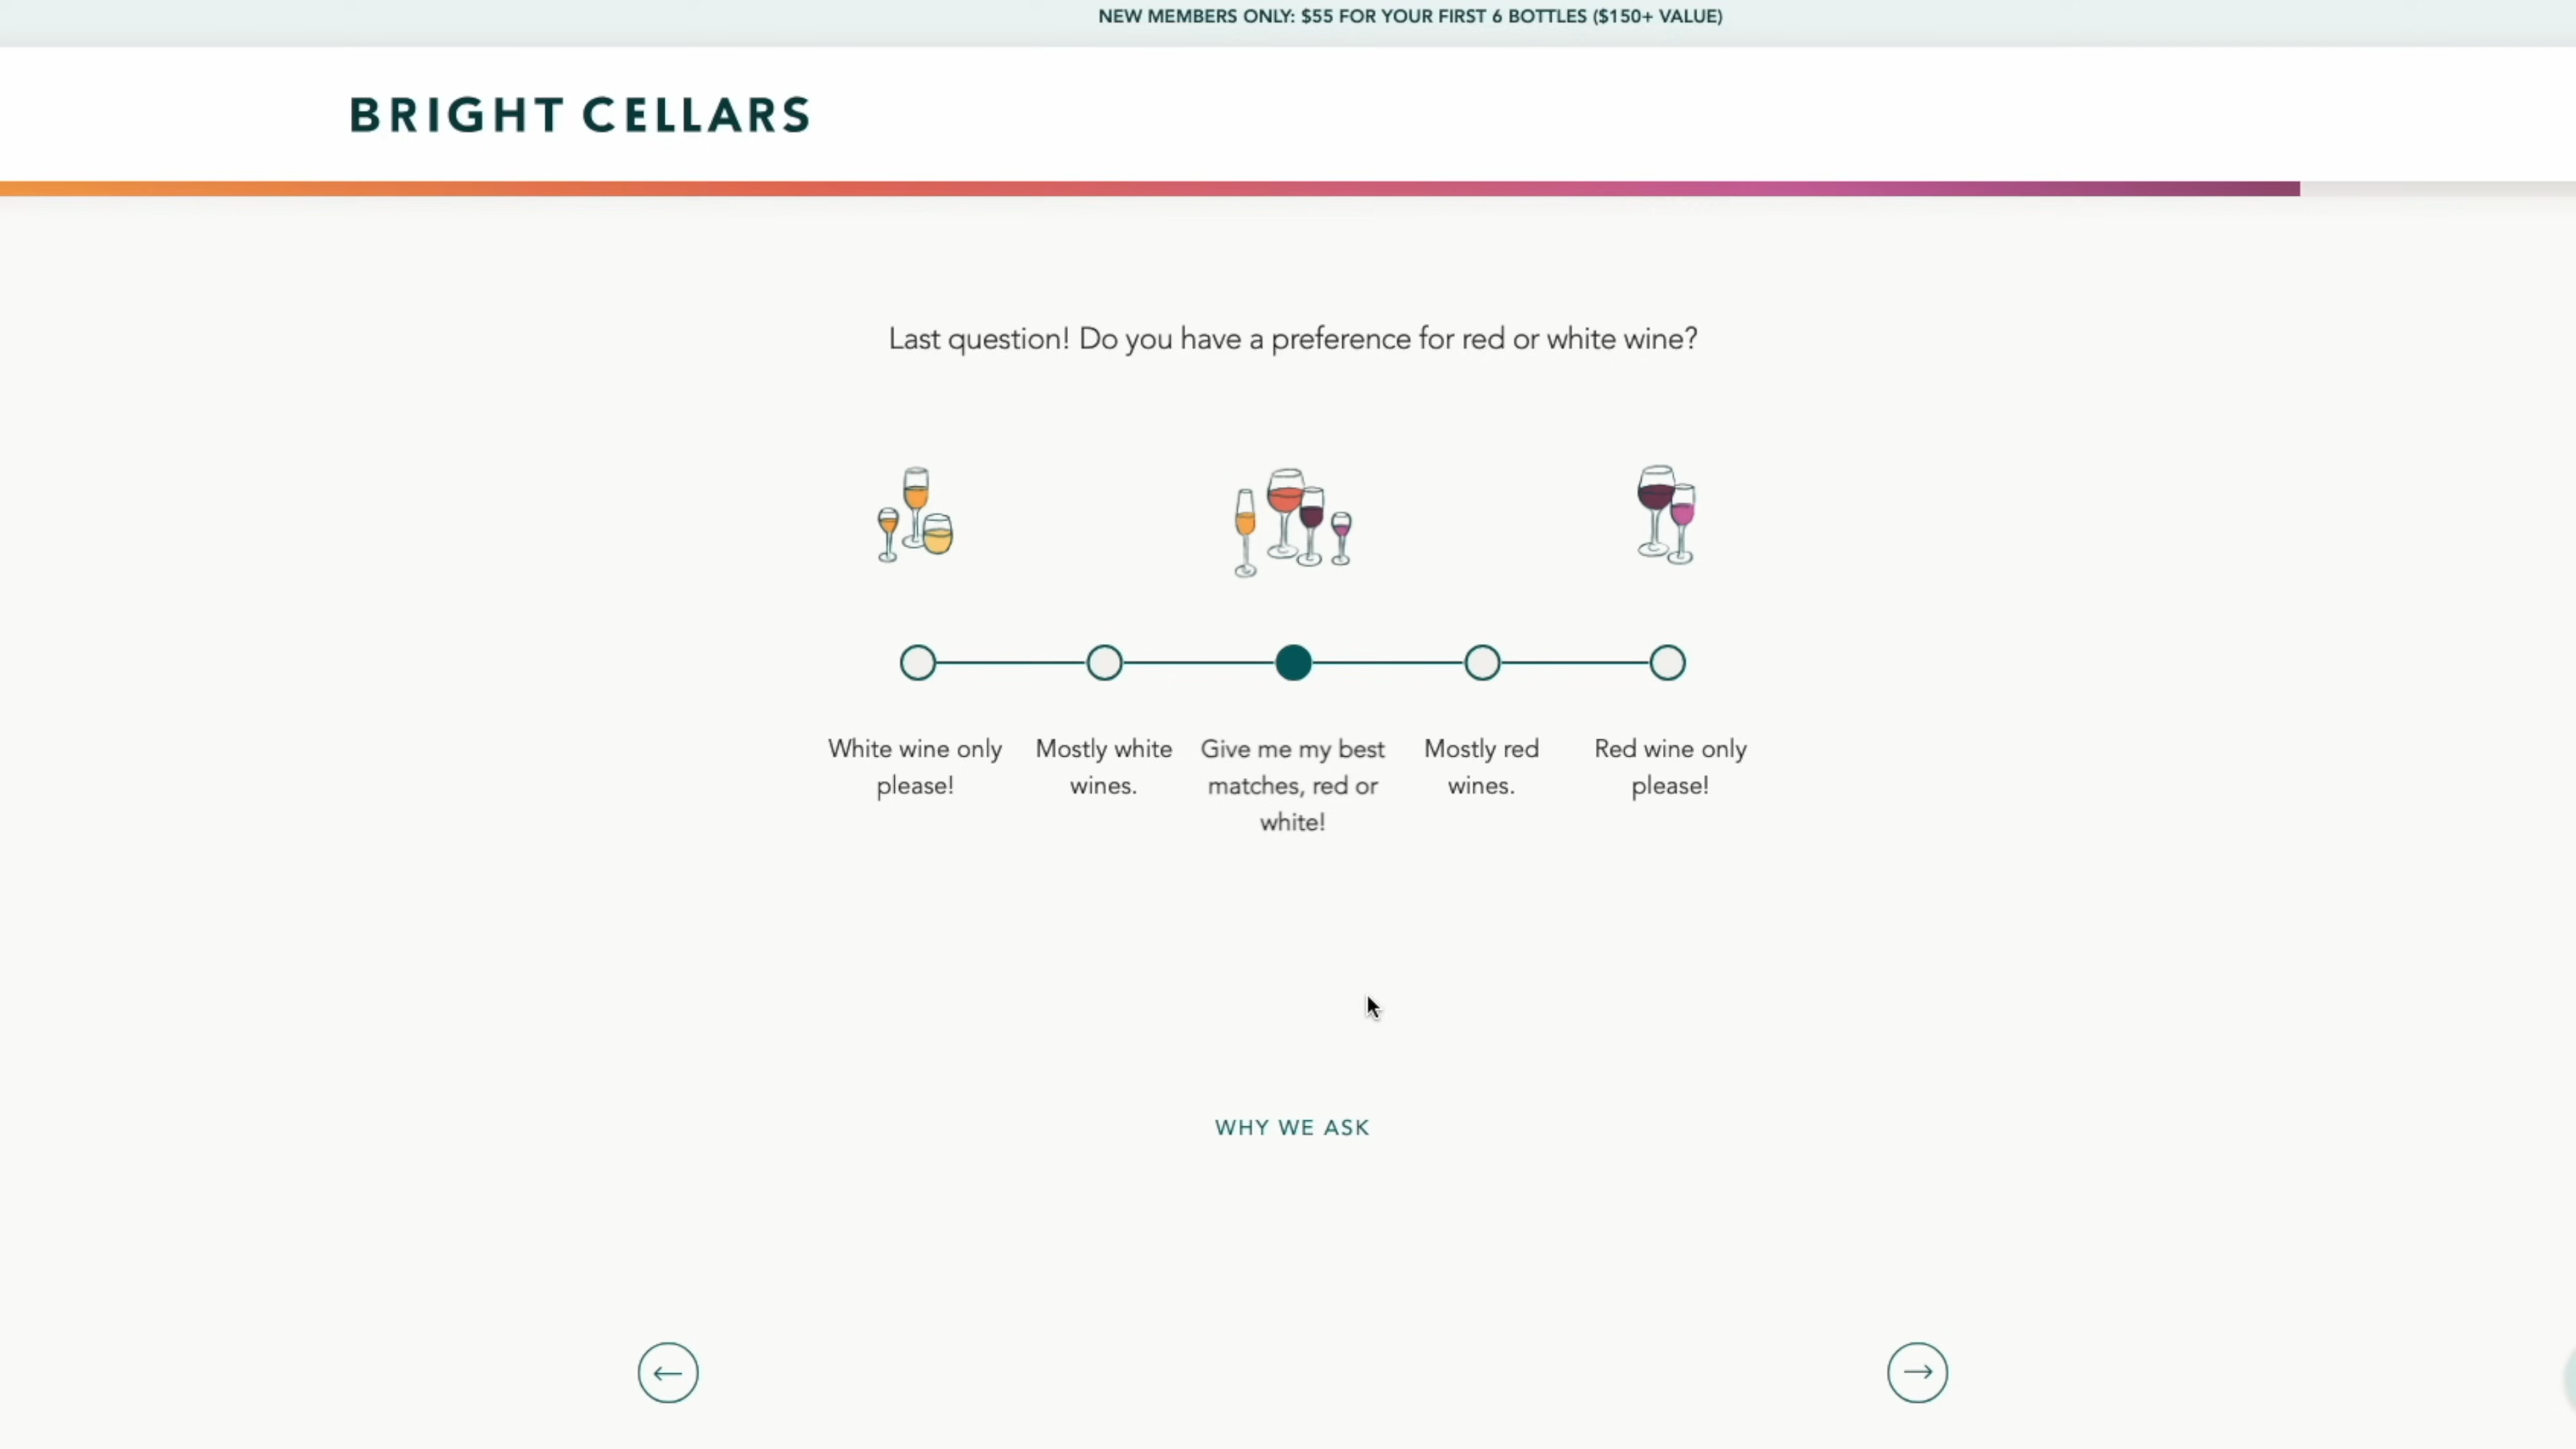 NEW MEMBERS ONLY: $55 FOR YOUR FIRST 6 BOTTLES ($150+ VALUE)
BRIGHT CELLARS
Last question! Do you have a preference for red or white wine?
White wine only
please!
Mostly white
wines.
Give me my best
matches, red or
white!
Mostly red
wines.
Red wine only
please!
WHY WE ASK